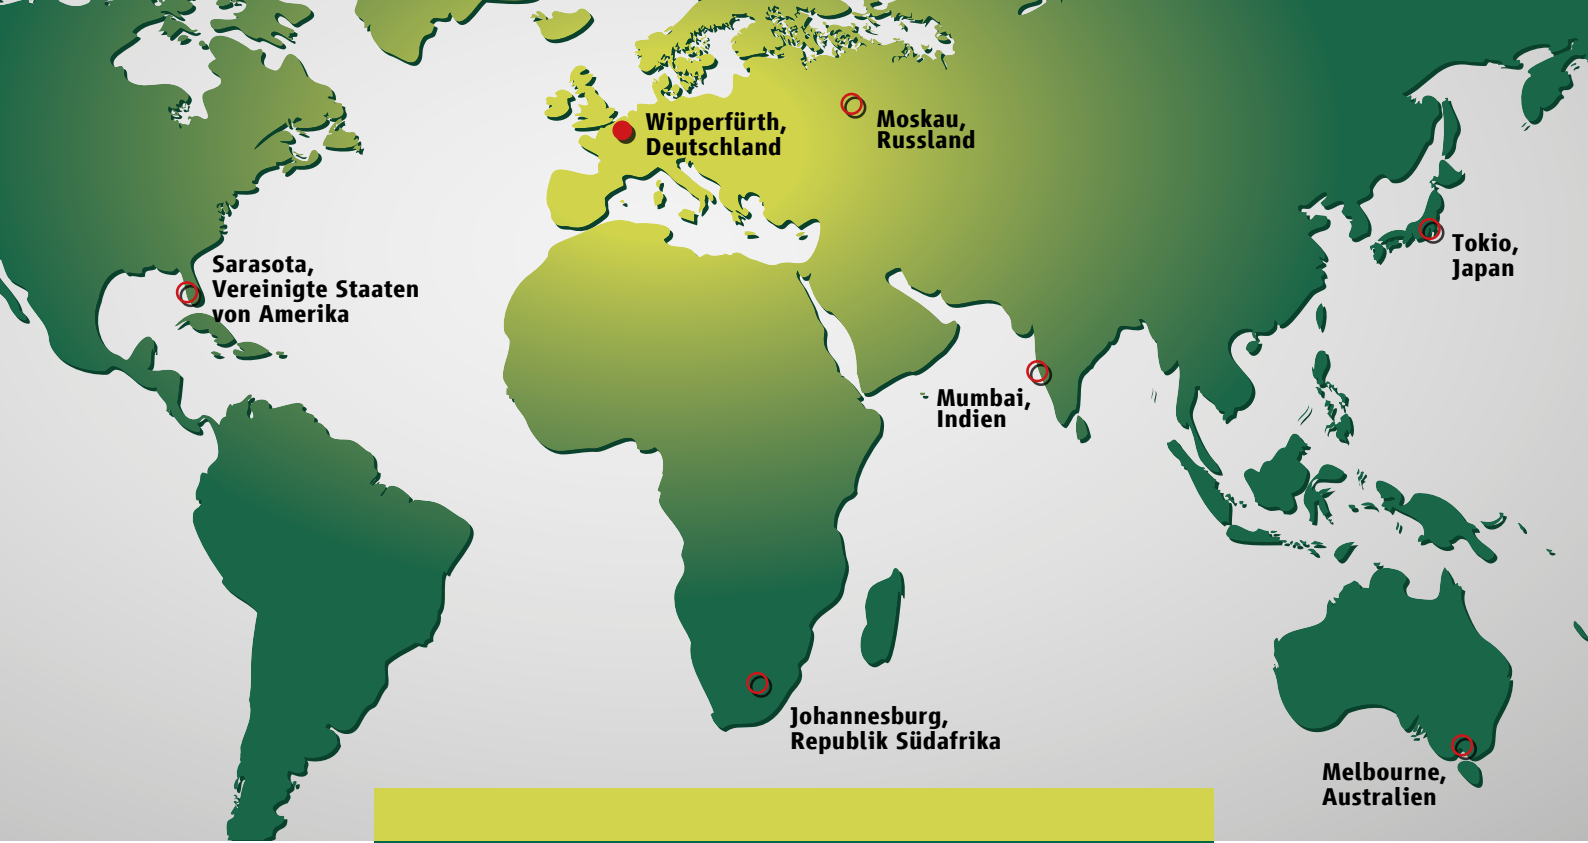 Wipperfürth,
Deutschland
Moskau,
Russland
Tokio,
Japan
Sarasota,
Vereinigte Staaten
von Amerika
Mumbai,
Indien
Johannesburg,
Republik Südafrika
Melbourne,
Australien